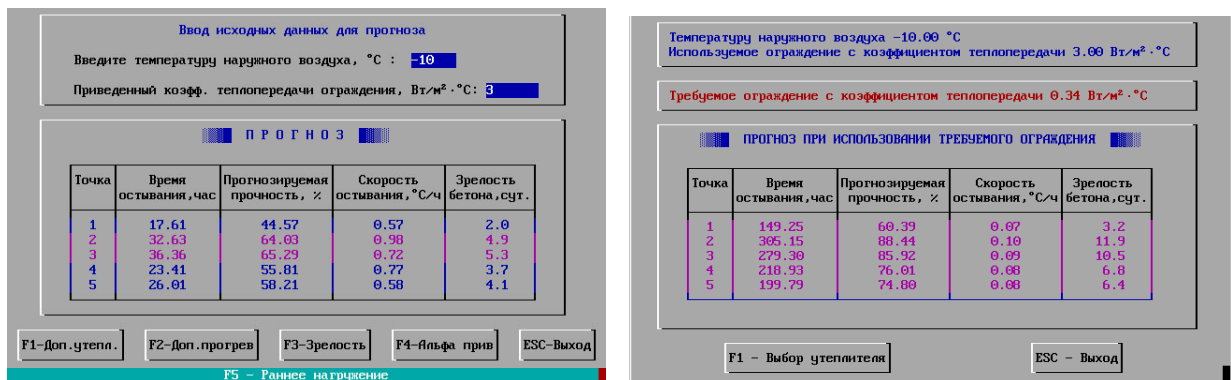 Ввод исходных данных для прогноза
Введите температуру наружного воздуха, °C : -10
Приведенный коэфф. теплопередачи ограждения, Вт/м²·°C: 3
П Р О Г Н О З
Точка Время остывания,час Прогнозируемая прочность, % Скорость остывания,°C/ч Зрелость бетона,сут.
1 17.61 44.57 0.57 2.0
2 32.63 64.03 0.98 4.9
3 36.36 65.29 0.72 5.3
4 23.41 55.81 0.77 3.7
5 26.01 58.21 0.58 4.1
F1-Доп.утепл. F2-Доп.прогрев F3-Зрелость F4-Альфа прив ESC-Выход
F5 - Раннее нагружение
Температуру наружного воздуха -10.00 °C
Используемое ограждение с коэффициентом теплопередачи 3.00 Вт/м²·°C
Требуемое ограждение с коэффициентом теплопередачи 0.34 Вт/м²·°C
ПРОГНОЗ ПРИ ИСПОЛЬЗОВАНИИ ТРЕБУЕМОГО ОГРАЖДЕНИЯ
Точка Время остывания,час Прогнозируемая прочность, % Скорость остывания,°C/ч Зрелость бетона,сут.
1 149.25 60.39 0.07 3.2
2 305.15 88.44 0.10 11.9
3 279.30 85.92 0.09 10.5
4 218.93 76.01 0.08 6.8
5 199.79 74.80 0.08 6.4
F1 - Выбор утеплителя ESC - Выход